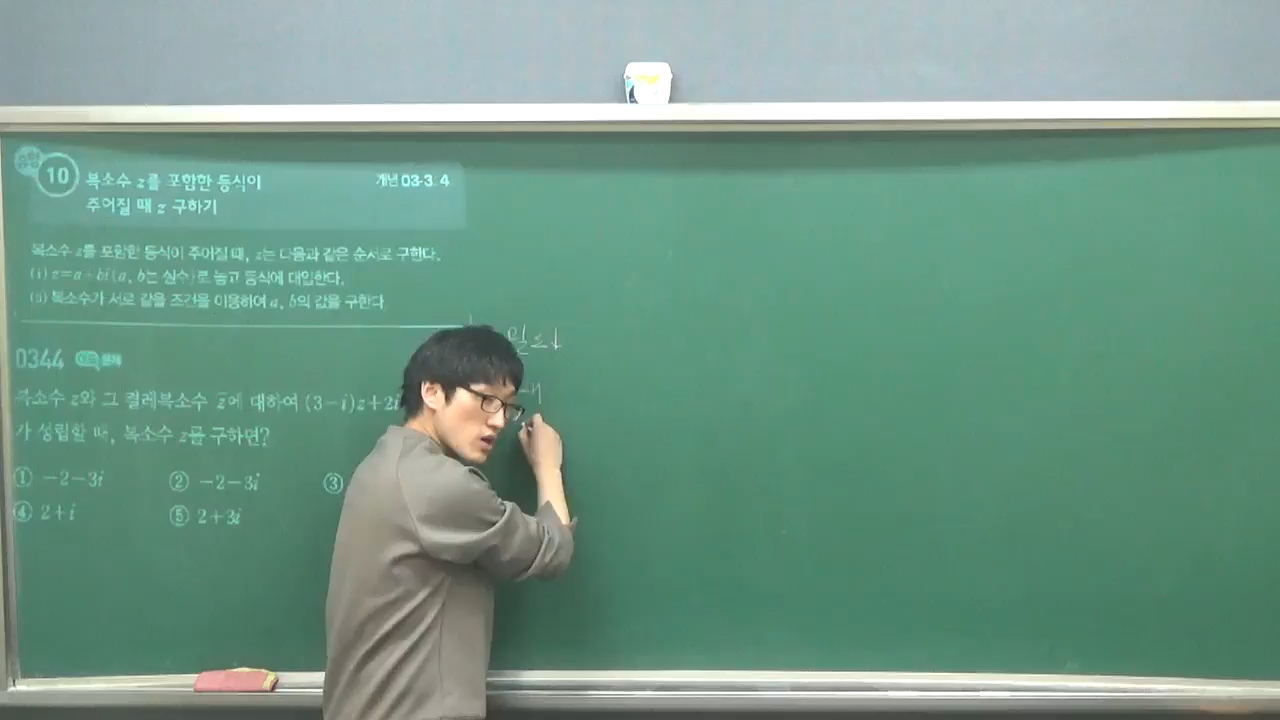 유형 10 복소수 z를 포함한 등식이 개념 03-3, 4
주어질 때 z 구하기
복소수 z를 포함한 등식이 주어질 때, z는 다음과 같은 순서로 구한다.
(i) z=a+bi(a, b는 실수)로 놓고 등식에 대입한다.
(ii) 복소수가 서로 같을 조건을 이용하여 a, b의 값을 구한다.
0344 대표문제
복소수 z와 그 켤레복소수 z̄에 대하여 (3-i)z+2i
가 성립할 때, 복소수 z를 구하면?
① -2-3i ② -2-3i ③
④ 2+i ⑤ 2+3i